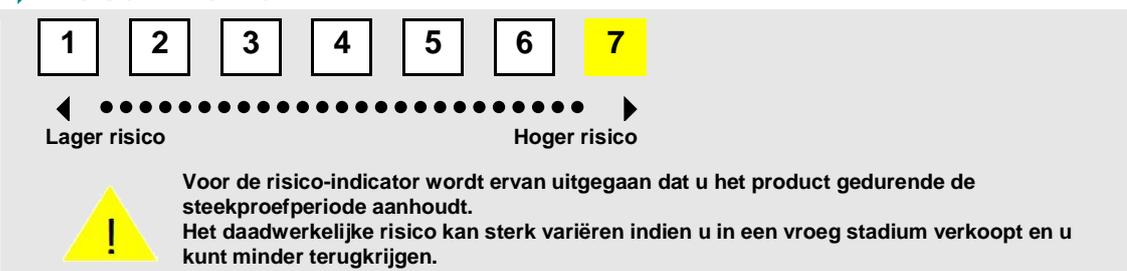 1 2 3 4 5 6 7
Lager risico Hoger risico
! Voor de risico-indicator wordt ervan uitgegaan dat u het product gedurende de
steekproefperiode aanhoudt.
Het daadwerkelijke risico kan sterk variëren indien u in een vroeg stadium verkoopt en u
kunt minder terugkrijgen.